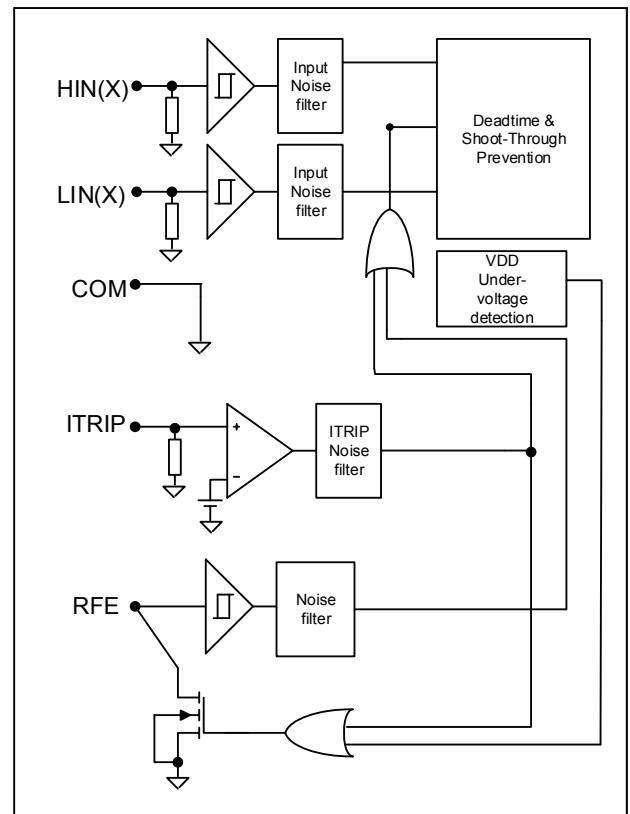 HIN(X)
Input
Noise
filter
Deadtime &
Shoot-Through
Prevention
LIN(X)
Input
Noise
filter
VDD
Under-
voltage
detection
COM
ITRIP
+
-
ITRIP
Noise
filter
RFE
Noise
filter